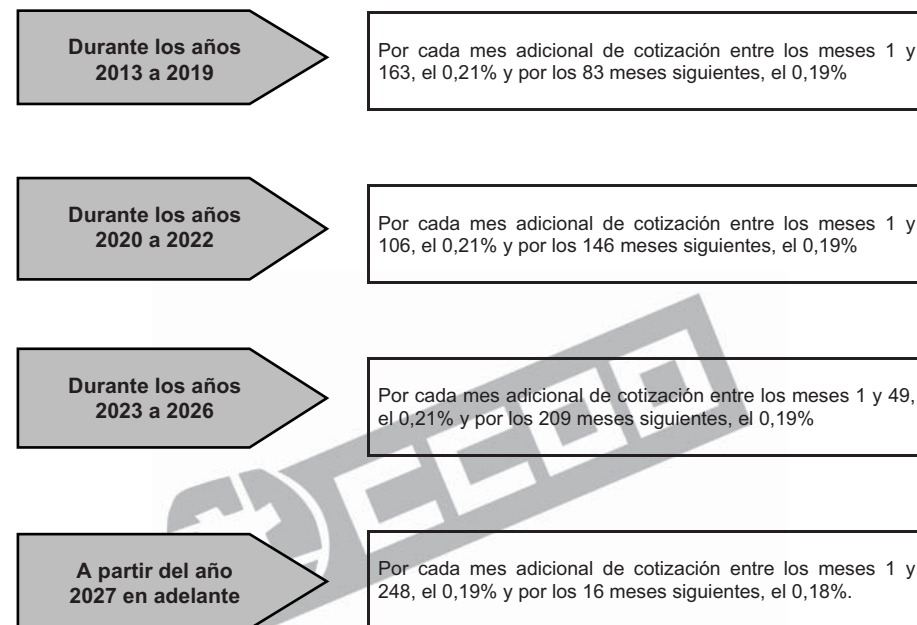 Durante los años
2013 a 2019
Por cada mes adicional de cotización entre los meses 1 y
163, el 0,21% y por los 83 meses siguientes, el 0,19%
Durante los años
2020 a 2022
Por cada mes adicional de cotización entre los meses 1 y
106, el 0,21% y por los 146 meses siguientes, el 0,19%
Durante los años
2023 a 2026
Por cada mes adicional de cotización entre los meses 1 y 49,
el 0,21% y por los 209 meses siguientes, el 0,19%
A partir del año
2027 en adelante
Por cada mes adicional de cotización entre los meses 1 y
248, el 0,19% y por los 16 meses siguientes, el 0,18%.
CCOO